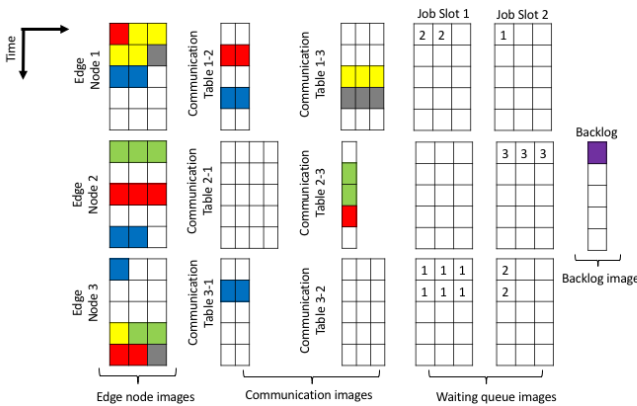 Time
Edge
Node 1
Communication
Table 1-2
Communication
Table 1-3
Job Slot 1
Job Slot 2
2 2
1
Edge
Node 2
Communication
Table 2-1
Communication
Table 2-3
3 3 3
Backlog
Edge
Node 3
Communication
Table 3-1
Communication
Table 3-2
1 1 1
1 1 1
2
2
Backlog image
Edge node images
Communication images
Waiting queue images